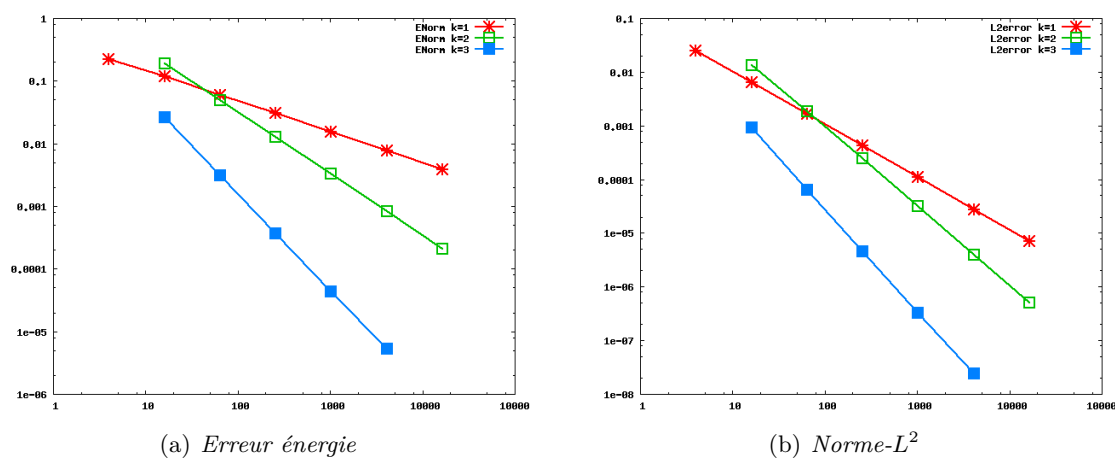 1
0.1
0.01
0.001
0.0001
1e-05
1e-06
1 10 100 1000 10000 10000
ENorm k=1
ENorm k=2
ENorm k=3
(a) Erreur énergie
0.1
0.01
0.001
0.0001
1e-05
1e-06
1e-07
1e-08
1 10 100 1000 10000 10000
L2error k=1
L2error k=2
L2error k=3
(b) Norme-L²